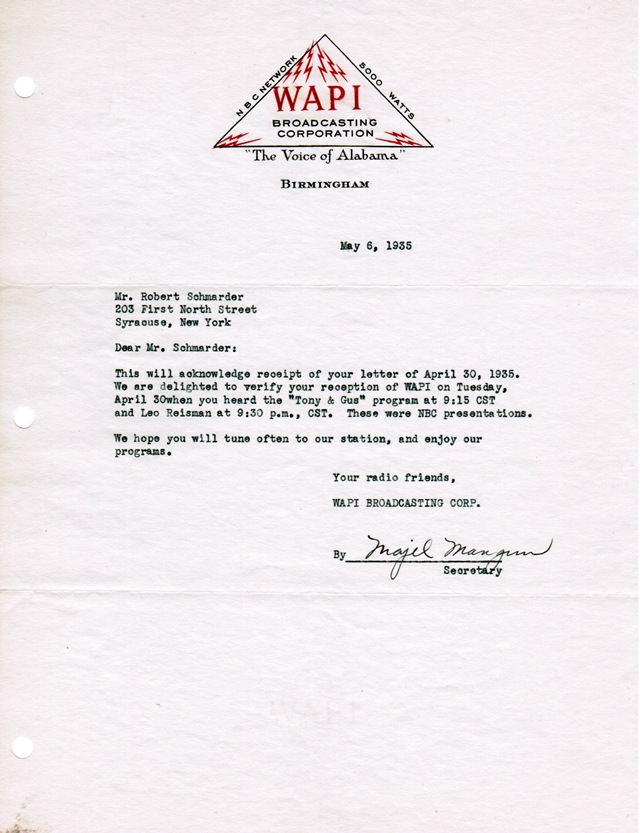 NBC NETWORK
5000 WATTS
WAPI
BROADCASTING
CORPORATION
"The Voice of Alabama"
BIRMINGHAM
May 6, 1935
Mr. Robert Schmarder
203 First North Street
Syracuse, New York
Dear Mr. Schmarder:
This will acknowledge receipt of your letter of April 30, 1935.
We are delighted to verify your reception of WAPI on Tuesday,
April 30when you heard the "Tony & Gus" program at 9:15 CST
and Leo Reisman at 9:30 p.m., CST. These were NBC presentations.
We hope you will tune often to our station, and enjoy our
programs.
Your radio friends,
WAPI BROADCASTING CORP.
By Majel Mangum
Secretary
WAPI